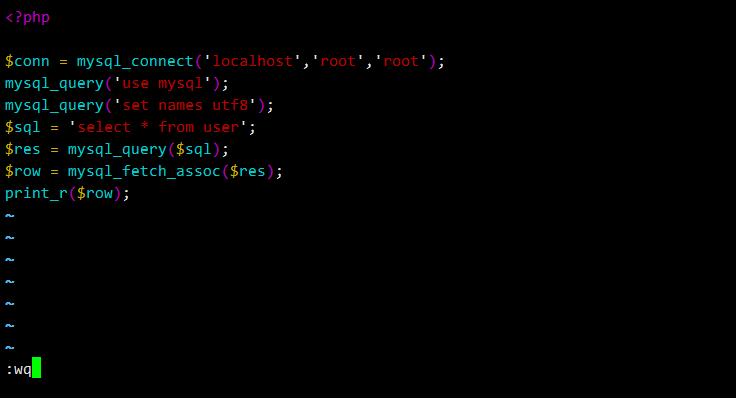 <?php

$conn = mysql_connect('localhost','root','root');
mysql_query('use mysql');
mysql_query('set names utf8');
$sql = 'select * from user';
$res = mysql_query($sql);
$row = mysql_fetch_assoc($res);
print_r($row);
~
~
~
~
~
~
~
:wq